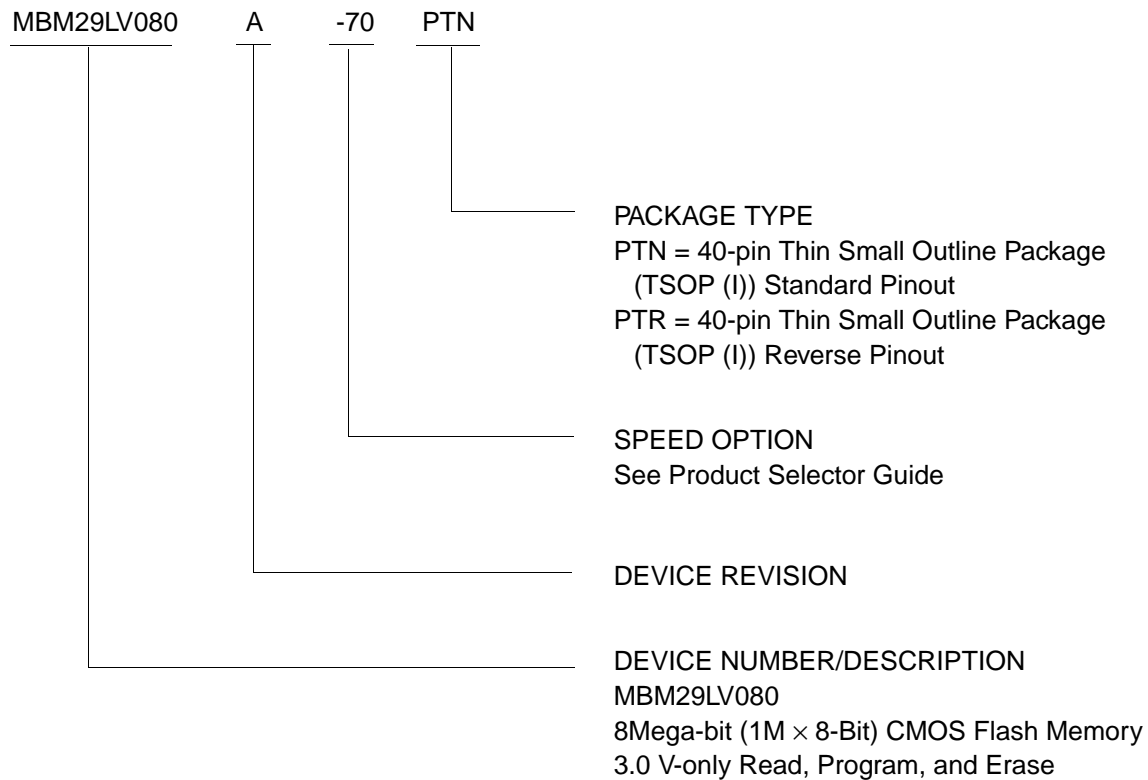 MBM29LV080 A -70 PTN
PACKAGE TYPE
PTN = 40-pin Thin Small Outline Package
(TSOP (I)) Standard Pinout
PTR = 40-pin Thin Small Outline Package
(TSOP (I)) Reverse Pinout
SPEED OPTION
See Product Selector Guide
DEVICE REVISION
DEVICE NUMBER/DESCRIPTION
MBM29LV080
8Mega-bit (1M × 8-Bit) CMOS Flash Memory
3.0 V-only Read, Program, and Erase